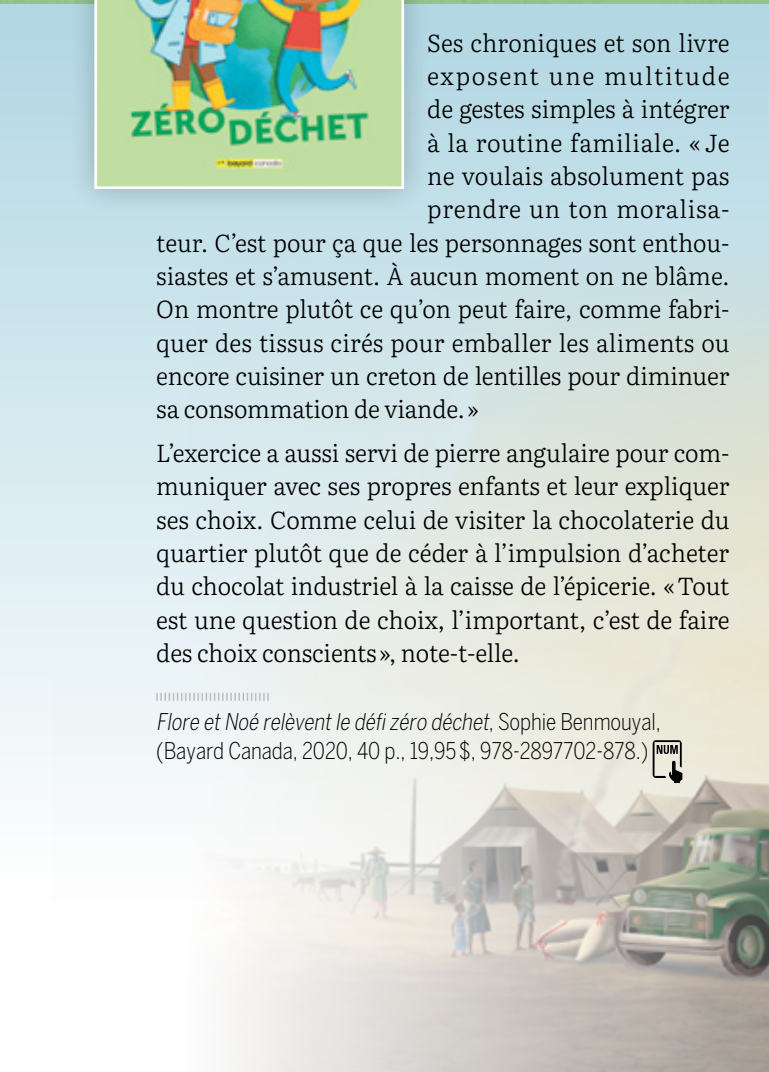 ZÉRO DÉCHET
bayard canada
Ses chroniques et son livre
exposent une multitude
de gestes simples à intégrer
à la routine familiale. « Je
ne voulais absolument pas
prendre un ton moralisa-
teur. C’est pour ça que les personnages sont enthou-
siastes et s’amusent. À aucun moment on ne blâme.
On montre plutôt ce qu’on peut faire, comme fabri-
quer des tissus cirés pour emballer les aliments ou
encore cuisiner un creton de lentilles pour diminuer
sa consommation de viande. »
L’exercice a aussi servi de pierre angulaire pour com-
muniquer avec ses propres enfants et leur expliquer
ses choix. Comme celui de visiter la chocolaterie du
quartier plutôt que de céder à l’impulsion d’acheter
du chocolat industriel à la caisse de l’épicerie. « Tout
est une question de choix, l’important, c’est de faire
des choix conscients », note-t-elle.
Flore et Noé relèvent le défi zéro déchet, Sophie Benmouyal,
(Bayard Canada, 2020, 40 p., 19,95 $, 978-2897702-878.) NUM